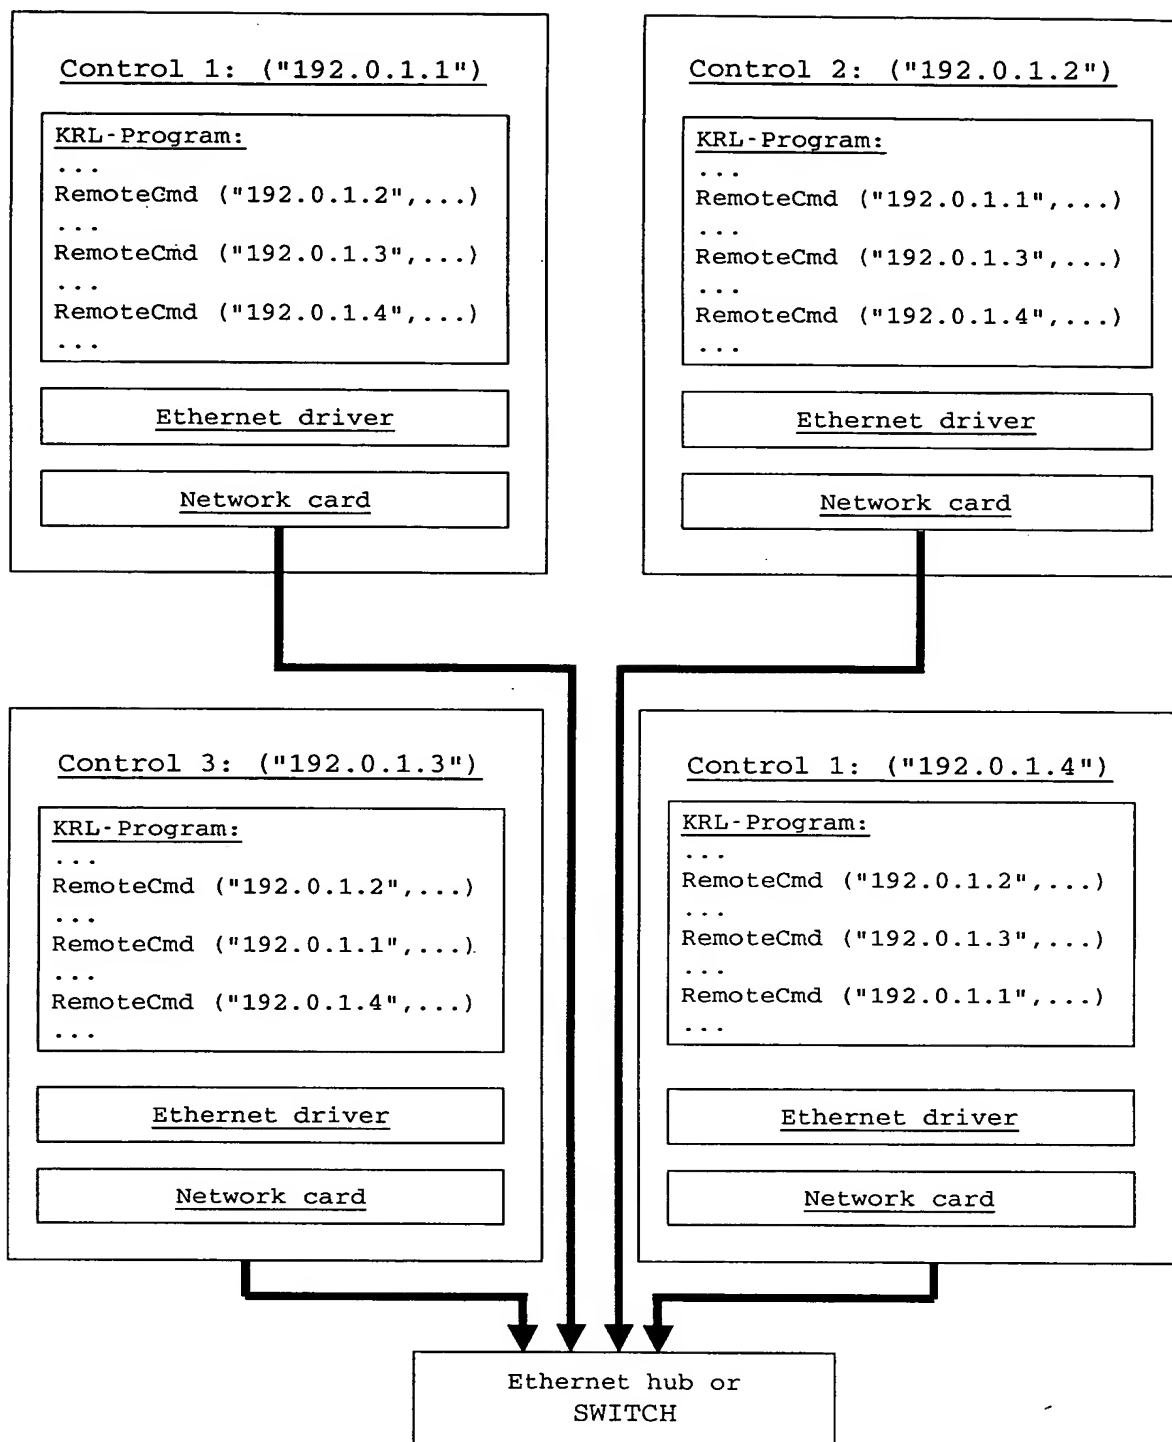 Control 1: ("192.0.1.1")
KRL-Program:
...
RemoteCmd ("192.0.1.2",...)
...
RemoteCmd ("192.0.1.3",...)
...
RemoteCmd ("192.0.1.4",...)
...
Ethernet driver
Network card
Control 2: ("192.0.1.2")
KRL-Program:
...
RemoteCmd ("192.0.1.1",...)
...
RemoteCmd ("192.0.1.3",...)
...
RemoteCmd ("192.0.1.4",...)
...
Ethernet driver
Network card
Control 3: ("192.0.1.3")
KRL-Program:
...
RemoteCmd ("192.0.1.2",...)
...
RemoteCmd ("192.0.1.1",...)
...
RemoteCmd ("192.0.1.4",...)
...
Ethernet driver
Network card
Control 1: ("192.0.1.4")
KRL-Program:
...
RemoteCmd ("192.0.1.2",...)
...
RemoteCmd ("192.0.1.3",...)
...
RemoteCmd ("192.0.1.1",...)
...
Ethernet driver
Network card
Ethernet hub or
SWITCH